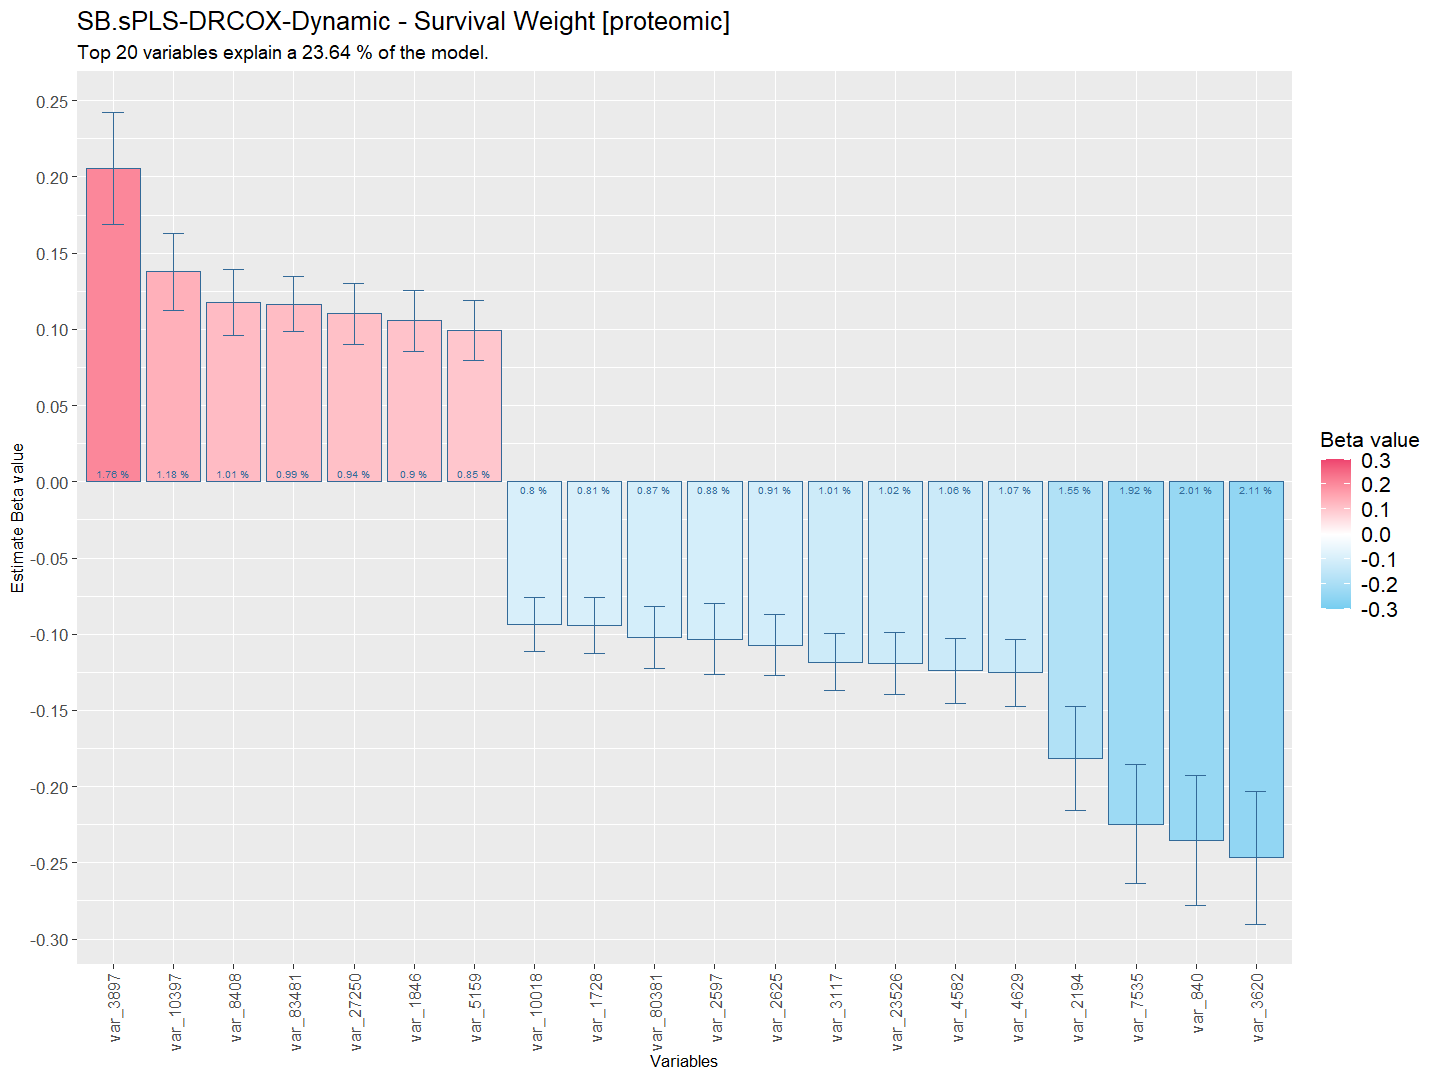 SB.sPLS-DRCOX-Dynamic - Survival Weight [proteomic]
Top 20 variables explain a 23.64 % of the model.
0.25
0.20
0.15
0.10
0.05
0.00
-0.05
-0.10
-0.15
-0.20
-0.25
-0.30
Estimate Beta value
1.76 % 1.18 % 1.01 % 0.99 % 0.94 % 0.9 % 0.85 %
0.8 % 0.81 % 0.87 % 0.88 % 0.91 % 1.01 % 1.02 % 1.06 % 1.07 % 1.55 % 1.92 % 2.01 % 2.11 %
var_3897
var_10397
var_8408
var_83481
var_27250
var_1846
var_5159
var_10018
var_1728
var_80381
var_2597
var_2625
var_3117
var_23526
var_4582
var_4629
var_2194
var_7535
var_840
var_3620
Variables
Beta value
0.3
0.2
0.1
0.0
-0.1
-0.2
-0.3